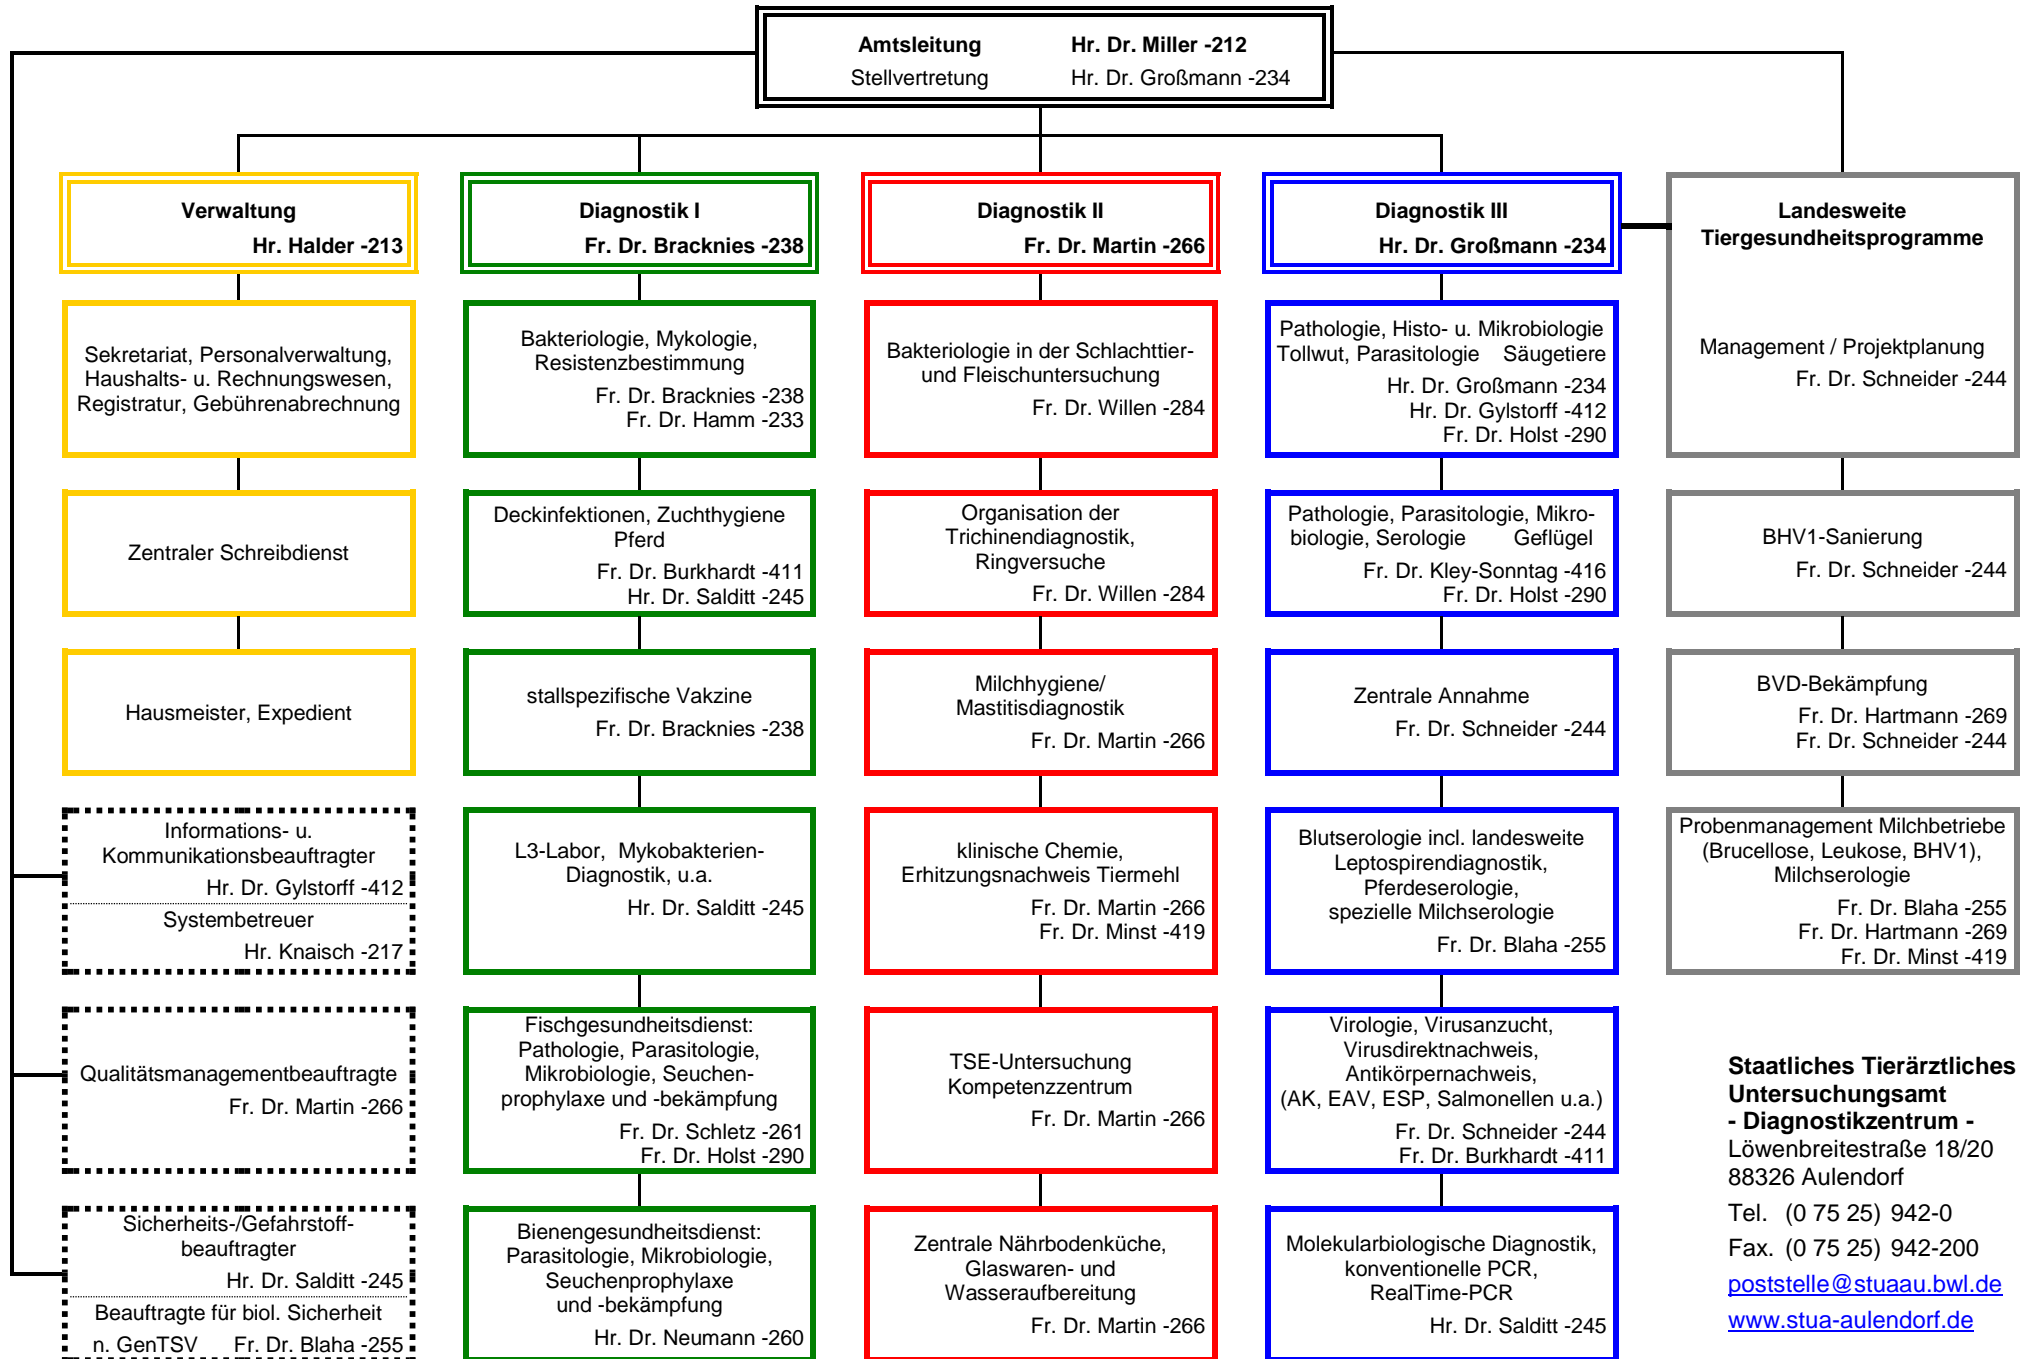 Amtsleitung Hr. Dr. Miller -212
Stellvertretung Hr. Dr. Großmann -234
Verwaltung
Hr. Halder -213
Sekretariat, Personalverwaltung,
Haushalts- u. Rechnungswesen,
Registratur, Gebührenabrechnung
Zentraler Schreibdienst
Hausmeister, Expedient
Informations- u.
Kommunikationsbeauftragter
Hr. Dr. Gylstorff -412
Systembetreuer
Hr. Knaisch -217
Qualitätsmanagementbeauftragte
Fr. Dr. Martin -266
Sicherheits-/Gefahrstoff-
beauftragter
Hr. Dr. Salditt -245
Beauftragte für biol. Sicherheit
n. GenTSV Fr. Dr. Blaha -255
Diagnostik I
Fr. Dr. Bracknies -238
Bakteriologie, Mykologie,
Resistenzbestimmung
Fr. Dr. Bracknies -238
Fr. Dr. Hamm -233
Deckinfektionen, Zuchthygiene
Pferd
Fr. Dr. Burkhardt -411
Hr. Dr. Salditt -245
stallspezifische Vakzine
Fr. Dr. Bracknies -238
L3-Labor, Mykobakterien-
Diagnostik, u.a.
Hr. Dr. Salditt -245
Fischgesundheitsdienst:
Pathologie, Parasitologie,
Mikrobiologie, Seuchen-
prophylaxe und -bekämpfung
Fr. Dr. Schletz -261
Fr. Dr. Holst -290
Bienengesundheitsdienst:
Parasitologie, Mikrobiologie,
Seuchenprophylaxe
und -bekämpfung
Hr. Dr. Neumann -260
Diagnostik II
Fr. Dr. Martin -266
Bakteriologie in der Schlachttier-
und Fleischuntersuchung
Fr. Dr. Willen -284
Organisation der
Trichinendiagnostik,
Ringversuche
Fr. Dr. Willen -284
Milchhygiene/
Mastitisdiagnostik
Fr. Dr. Martin -266
klinische Chemie,
Erhitzungsnachweis Tiermehl
Fr. Dr. Martin -266
Fr. Dr. Minst -419
TSE-Untersuchung
Kompetenzzentrum
Fr. Dr. Martin -266
Zentrale Nährbodenküche,
Glaswaren- und
Wasseraufbereitung
Fr. Dr. Martin -266
Diagnostik III
Hr. Dr. Großmann -234
Pathologie, Histo- u. Mikrobiologie
Tollwut, Parasitologie Säugetiere
Hr. Dr. Großmann -234
Hr. Dr. Gylstorff -412
Fr. Dr. Holst -290
Pathologie, Parasitologie, Mikro-
biologie, Serologie Geflügel
Fr. Dr. Kley-Sonntag -416
Fr. Dr. Holst -290
Zentrale Annahme
Fr. Dr. Schneider -244
Blutserologie incl. landesweite
Leptospirendiagnostik,
Pferdeserologie,
spezielle Milchserologie
Fr. Dr. Blaha -255
Virologie, Virusanzucht,
Virusdirektnachweis,
Antikörpernachweis,
(AK, EAV, ESP, Salmonellen u.a.)
Fr. Dr. Schneider -244
Fr. Dr. Burkhardt -411
Molekularbiologische Diagnostik,
konventionelle PCR,
RealTime-PCR
Hr. Dr. Salditt -245
Landesweite
Tiergesundheitsprogramme
Management / Projektplanung
Fr. Dr. Schneider -244
BHV1-Sanierung
Fr. Dr. Schneider -244
BVD-Bekämpfung
Fr. Dr. Hartmann -269
Fr. Dr. Schneider -244
Probenmanagement Milchbetriebe
(Brucellose, Leukose, BHV1),
Milchserologie
Fr. Dr. Blaha -255
Fr. Dr. Hartmann -269
Fr. Dr. Minst -419
Staatliches Tierärztliches
Untersuchungsamt
- Diagnostikzentrum -
Löwenbreitestraße 18/20
88326 Aulendorf
Tel. (0 75 25) 942-0
Fax. (0 75 25) 942-200
poststelle@stuaau.bwl.de
www.stua-aulendorf.de